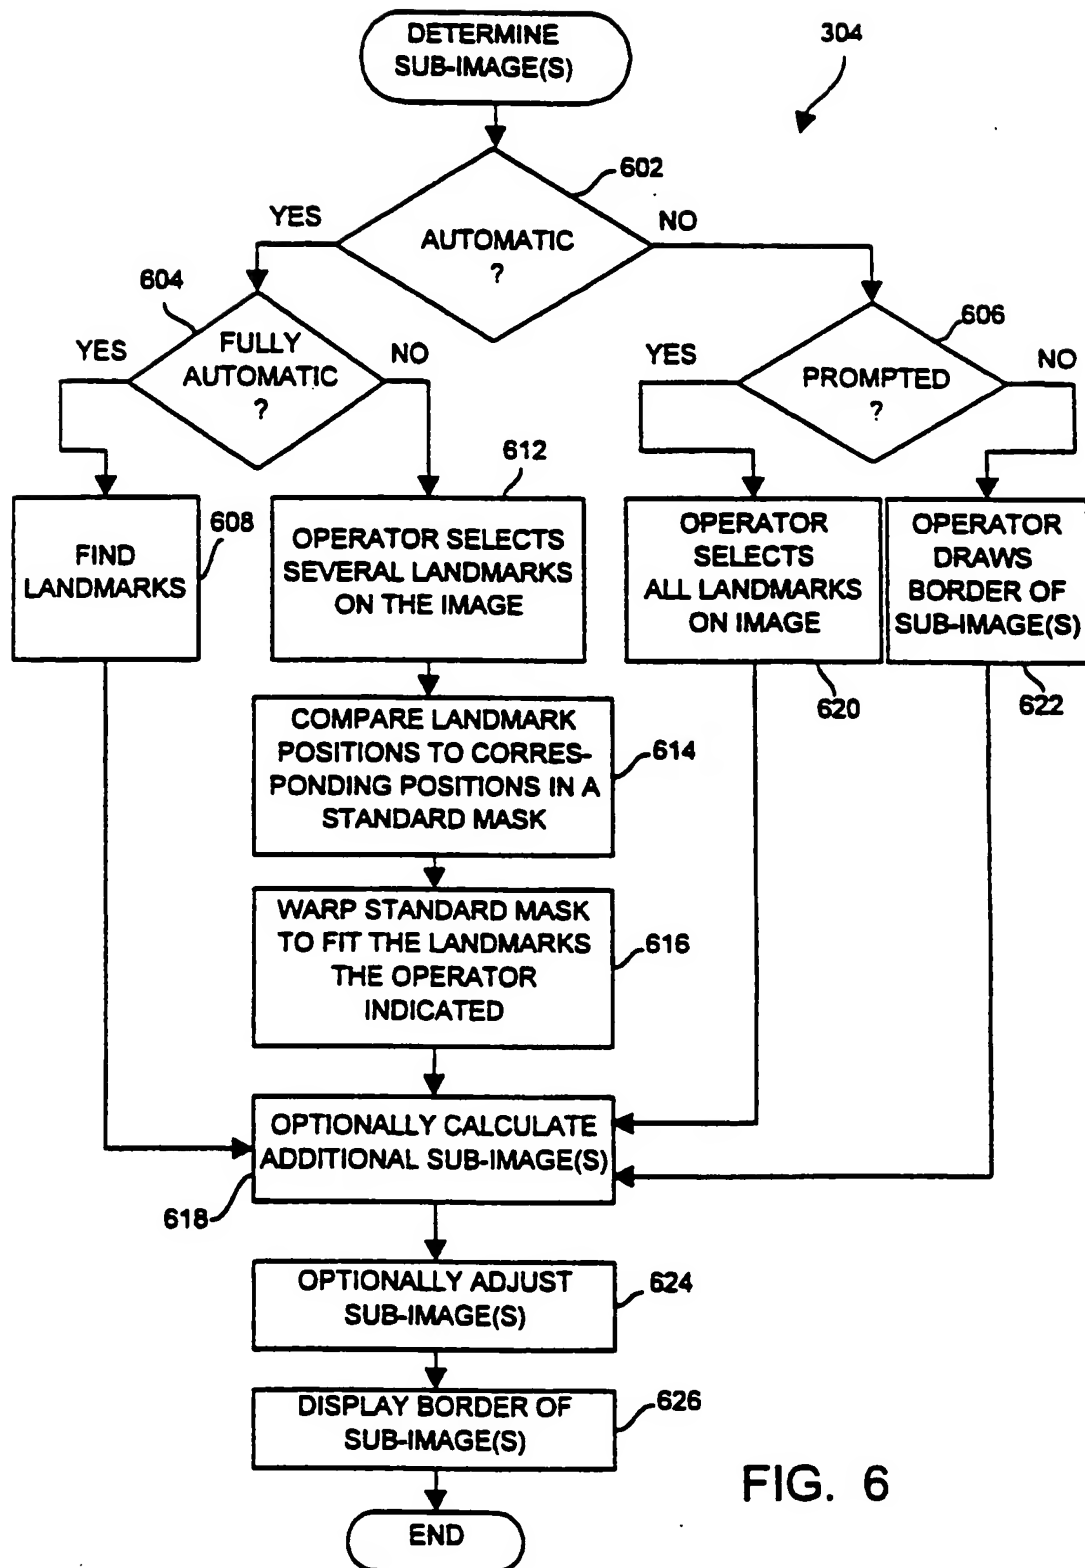 DETERMINE
SUB-IMAGE(S)
304
602
YES
AUTOMATIC
?
NO
604
YES
FULLY
AUTOMATIC
?
NO
606
YES
PROMPTED
?
NO
608
FIND
LANDMARKS
612
OPERATOR SELECTS
SEVERAL LANDMARKS
ON THE IMAGE
OPERATOR
SELECTS
ALL LANDMARKS
ON IMAGE
620
OPERATOR
DRAWS
BORDER OF
SUB-IMAGE(S)
622
COMPARE LANDMARK
POSITIONS TO CORRES-
PONDING POSITIONS IN A
STANDARD MASK
614
WARP STANDARD MASK
TO FIT THE LANDMARKS
THE OPERATOR
INDICATED
616
OPTIONALLY CALCULATE
ADDITIONAL SUB-IMAGE(S)
618
OPTIONALLY ADJUST
SUB-IMAGE(S)
624
DISPLAY BORDER OF
SUB-IMAGE(S)
626
END
FIG. 6